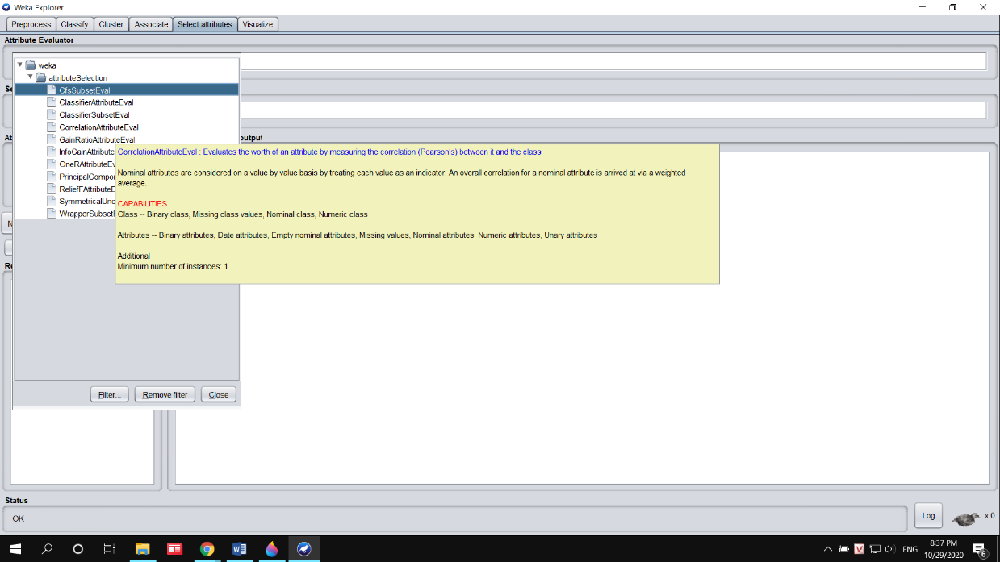 Weka Explorer
Preprocess Classify Cluster Associate Select attributes Visualize
Attribute Evaluator
weka
attributeSelection
CfsSubsetEval
ClassifierAttributeEval
ClassifierSubsetEval
CorrelationAttributeEval
GainRatioAttributeEval
InfoGainAttribute
OneRAttributeEv
PrincipalCompor
ReliefFAttributeE
SymmetricalUnc
WrapperSubsetE
Se
At
output
N
Re
CorrelationAttributeEval : Evaluates the worth of an attribute by measuring the correlation (Pearson's) between it and the class
Nominal attributes are considered on a value by value basis by treating each value as an indicator. An overall correlation for a nominal attribute is arrived at via a weighted
average.
CAPABILITIES
Class -- Binary class, Missing class values, Nominal class, Numeric class
Attributes -- Binary attributes, Date attributes, Empty nominal attributes, Missing values, Nominal attributes, Numeric attributes, Unary attributes
Additional
Minimum number of instances: 1
Filter... Remove filter Close
Status
OK
Log
x 0
ENG
8:37 PM
10/29/2020
6